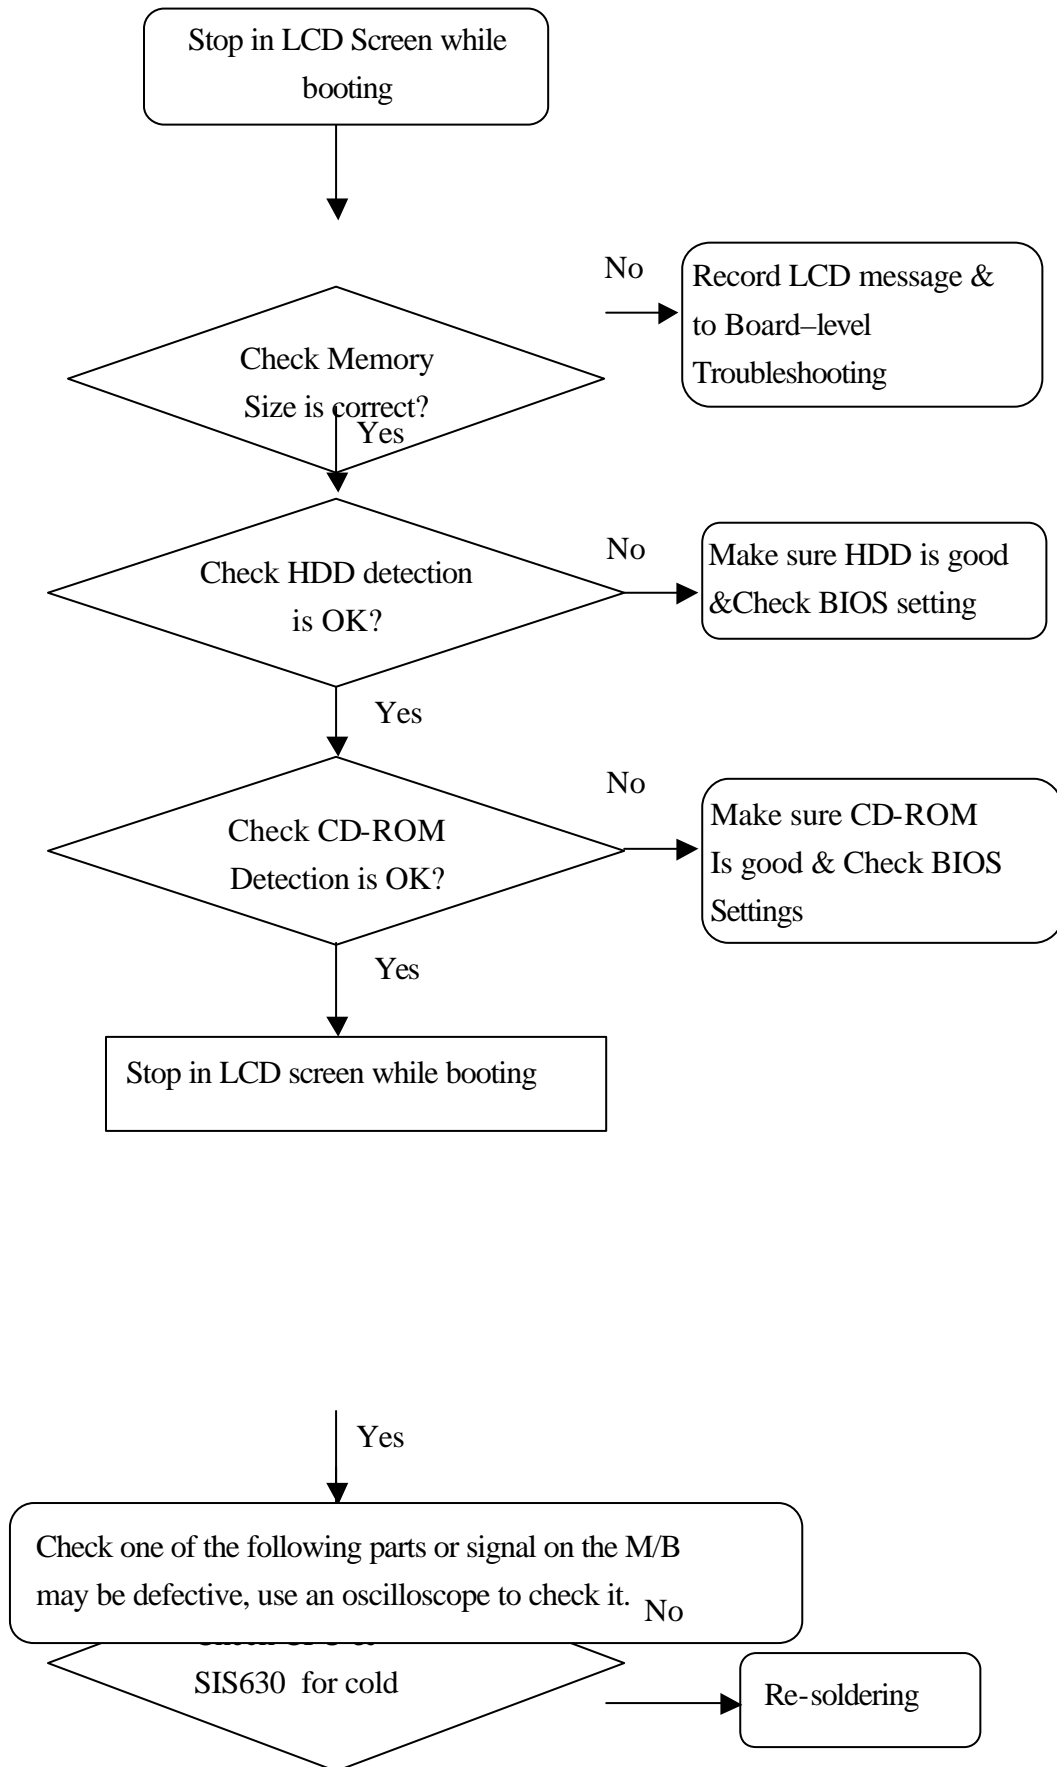 Stop in LCD Screen while
booting
No
Record LCD message &
to Board–level
Troubleshooting
Check Memory
Size is correct?
Yes
No
Make sure HDD is good
&Check BIOS setting
Check HDD detection
is OK?
Yes
No
Make sure CD-ROM
Is good & Check BIOS
Settings
Check CD-ROM
Detection is OK?
Yes
Stop in LCD screen while booting
Yes
Check one of the following parts or signal on the M/B
may be defective, use an oscilloscope to check it.
No
SIS630 for cold
Re-soldering